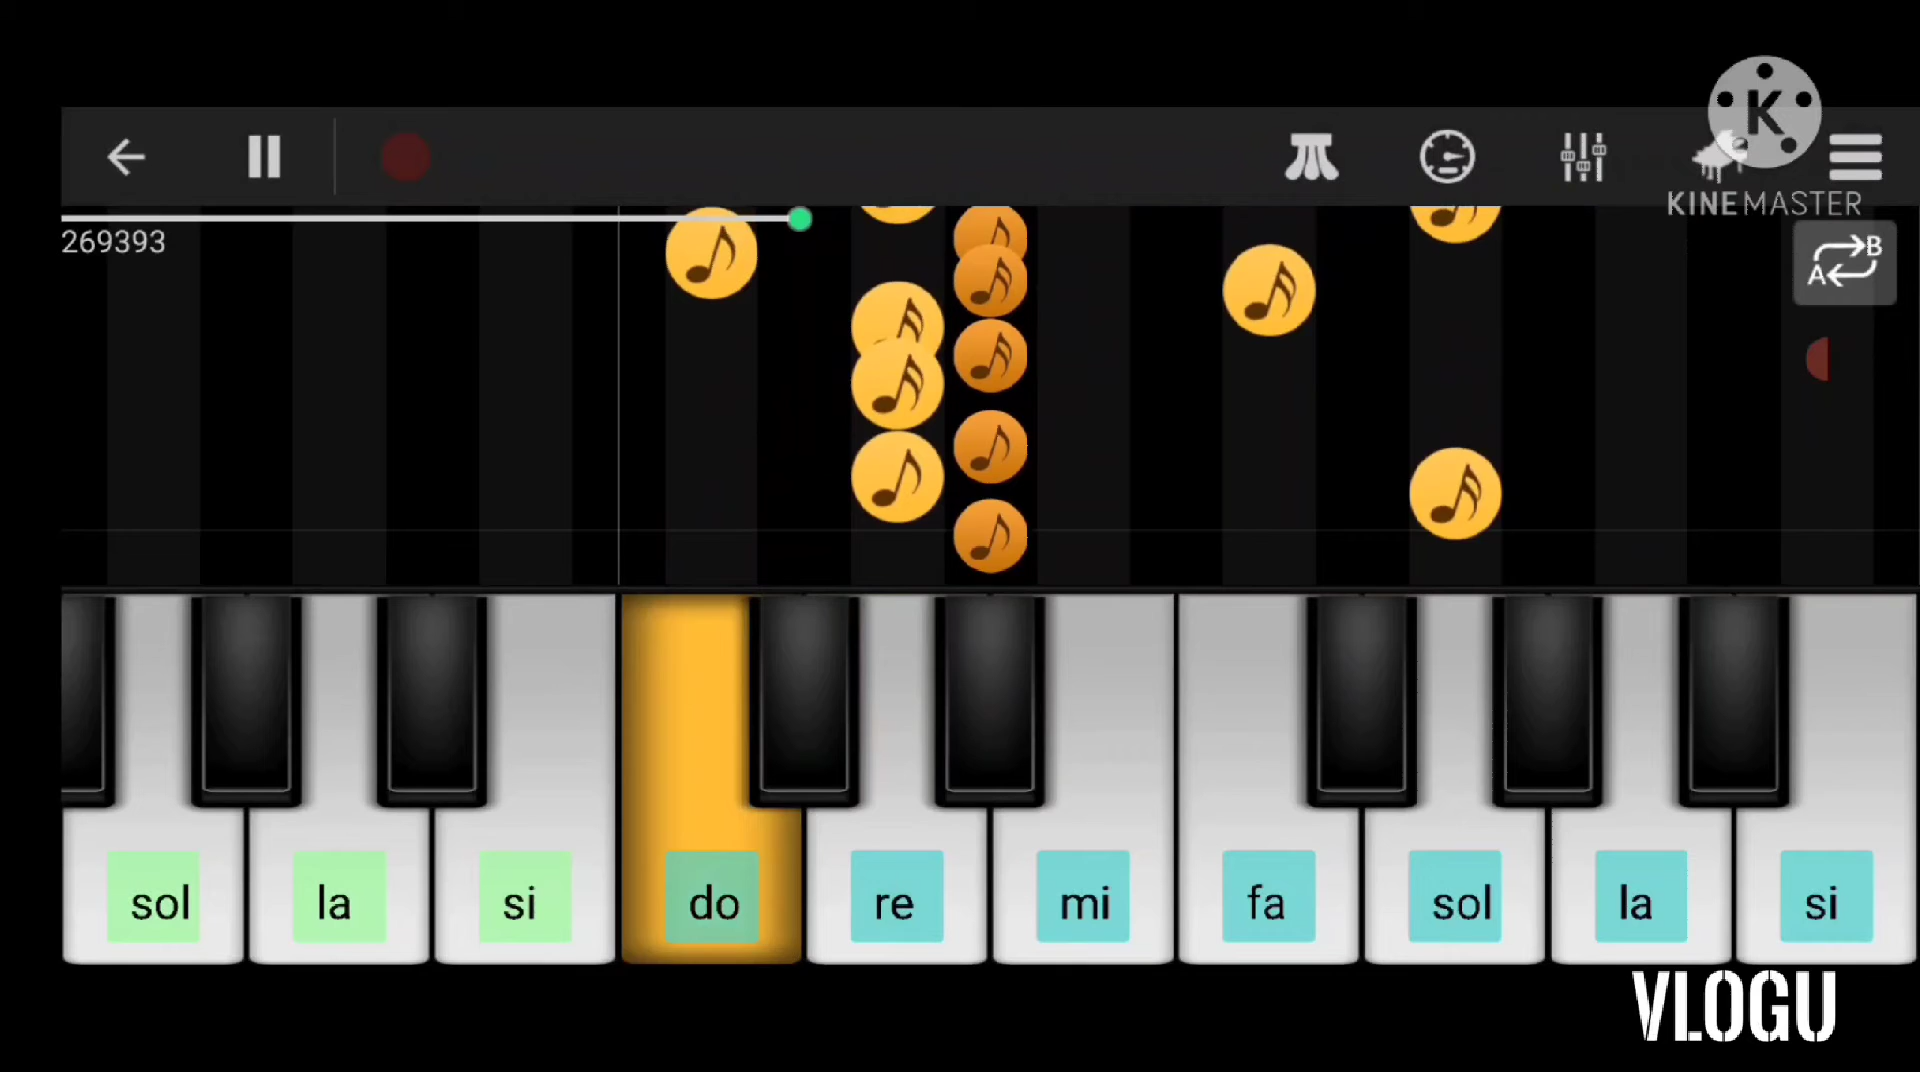 K
KINEMASTER
269393
B
A
sol la si do re mi fa sol la si
VLOGU